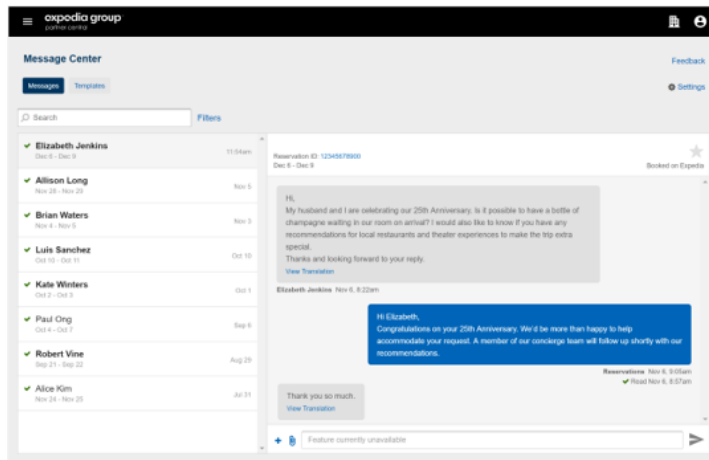 expedia group
partner central
Message Center
Feedback
Messages
Templates
Settings
Search
Filters
Elizabeth Jenkins
Dec 6 - Dec 9
11:54am
Allison Long
Nov 28 - Nov 29
Nov 5
Brian Waters
Nov 4 - Nov 5
Nov 3
Luis Sanchez
Oct 10 - Oct 11
Oct 10
Kate Winters
Oct 2 - Oct 3
Oct 1
Paul Ong
Oct 4 - Oct 7
Sep 6
Robert Vine
Sep 21 - Sep 22
Aug 29
Alice Kim
Nov 24 - Nov 25
Jul 31
Reservation ID: 12345678900
Dec 6 - Dec 9
Booked on Expedia
Hi,
My husband and I are celebrating our 25th Anniversary. Is it possible to have a bottle of
champagne waiting in our room on arrival? I would also like to know if you have any
recommendations for local restaurants and theater experiences to make the trip extra
special.
Thanks and looking forward to your reply.
View Translation
Elizabeth Jenkins Nov 6, 8:22am
Hi Elizabeth,
Congratulations on your 25th Anniversary. We'd be more than happy to help
accommodate your request. A member of our concierge team will follow up shortly with our
recommendations.
Reservations Nov 6, 9:05am
Read Nov 6, 8:57am
Thank you so much.
View Translation
Feature currently unavailable